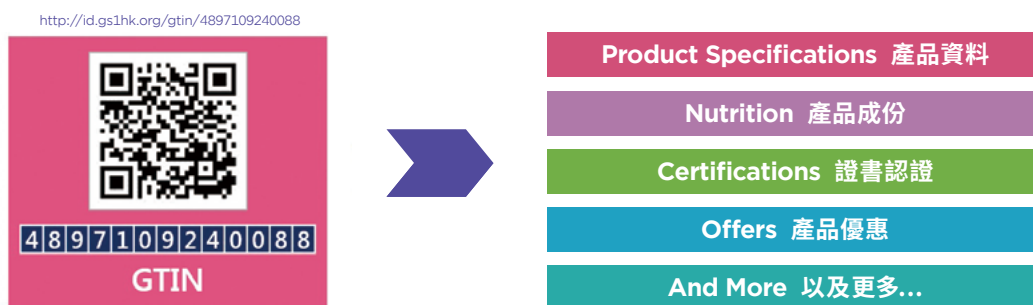 http://id.gs1hk.org/gtin/4897109240088
4897109240088
GTIN
Product Specifications 產品資料
Nutrition 產品成份
Certifications 證書認證
Offers 產品優惠
And More 以及更多...